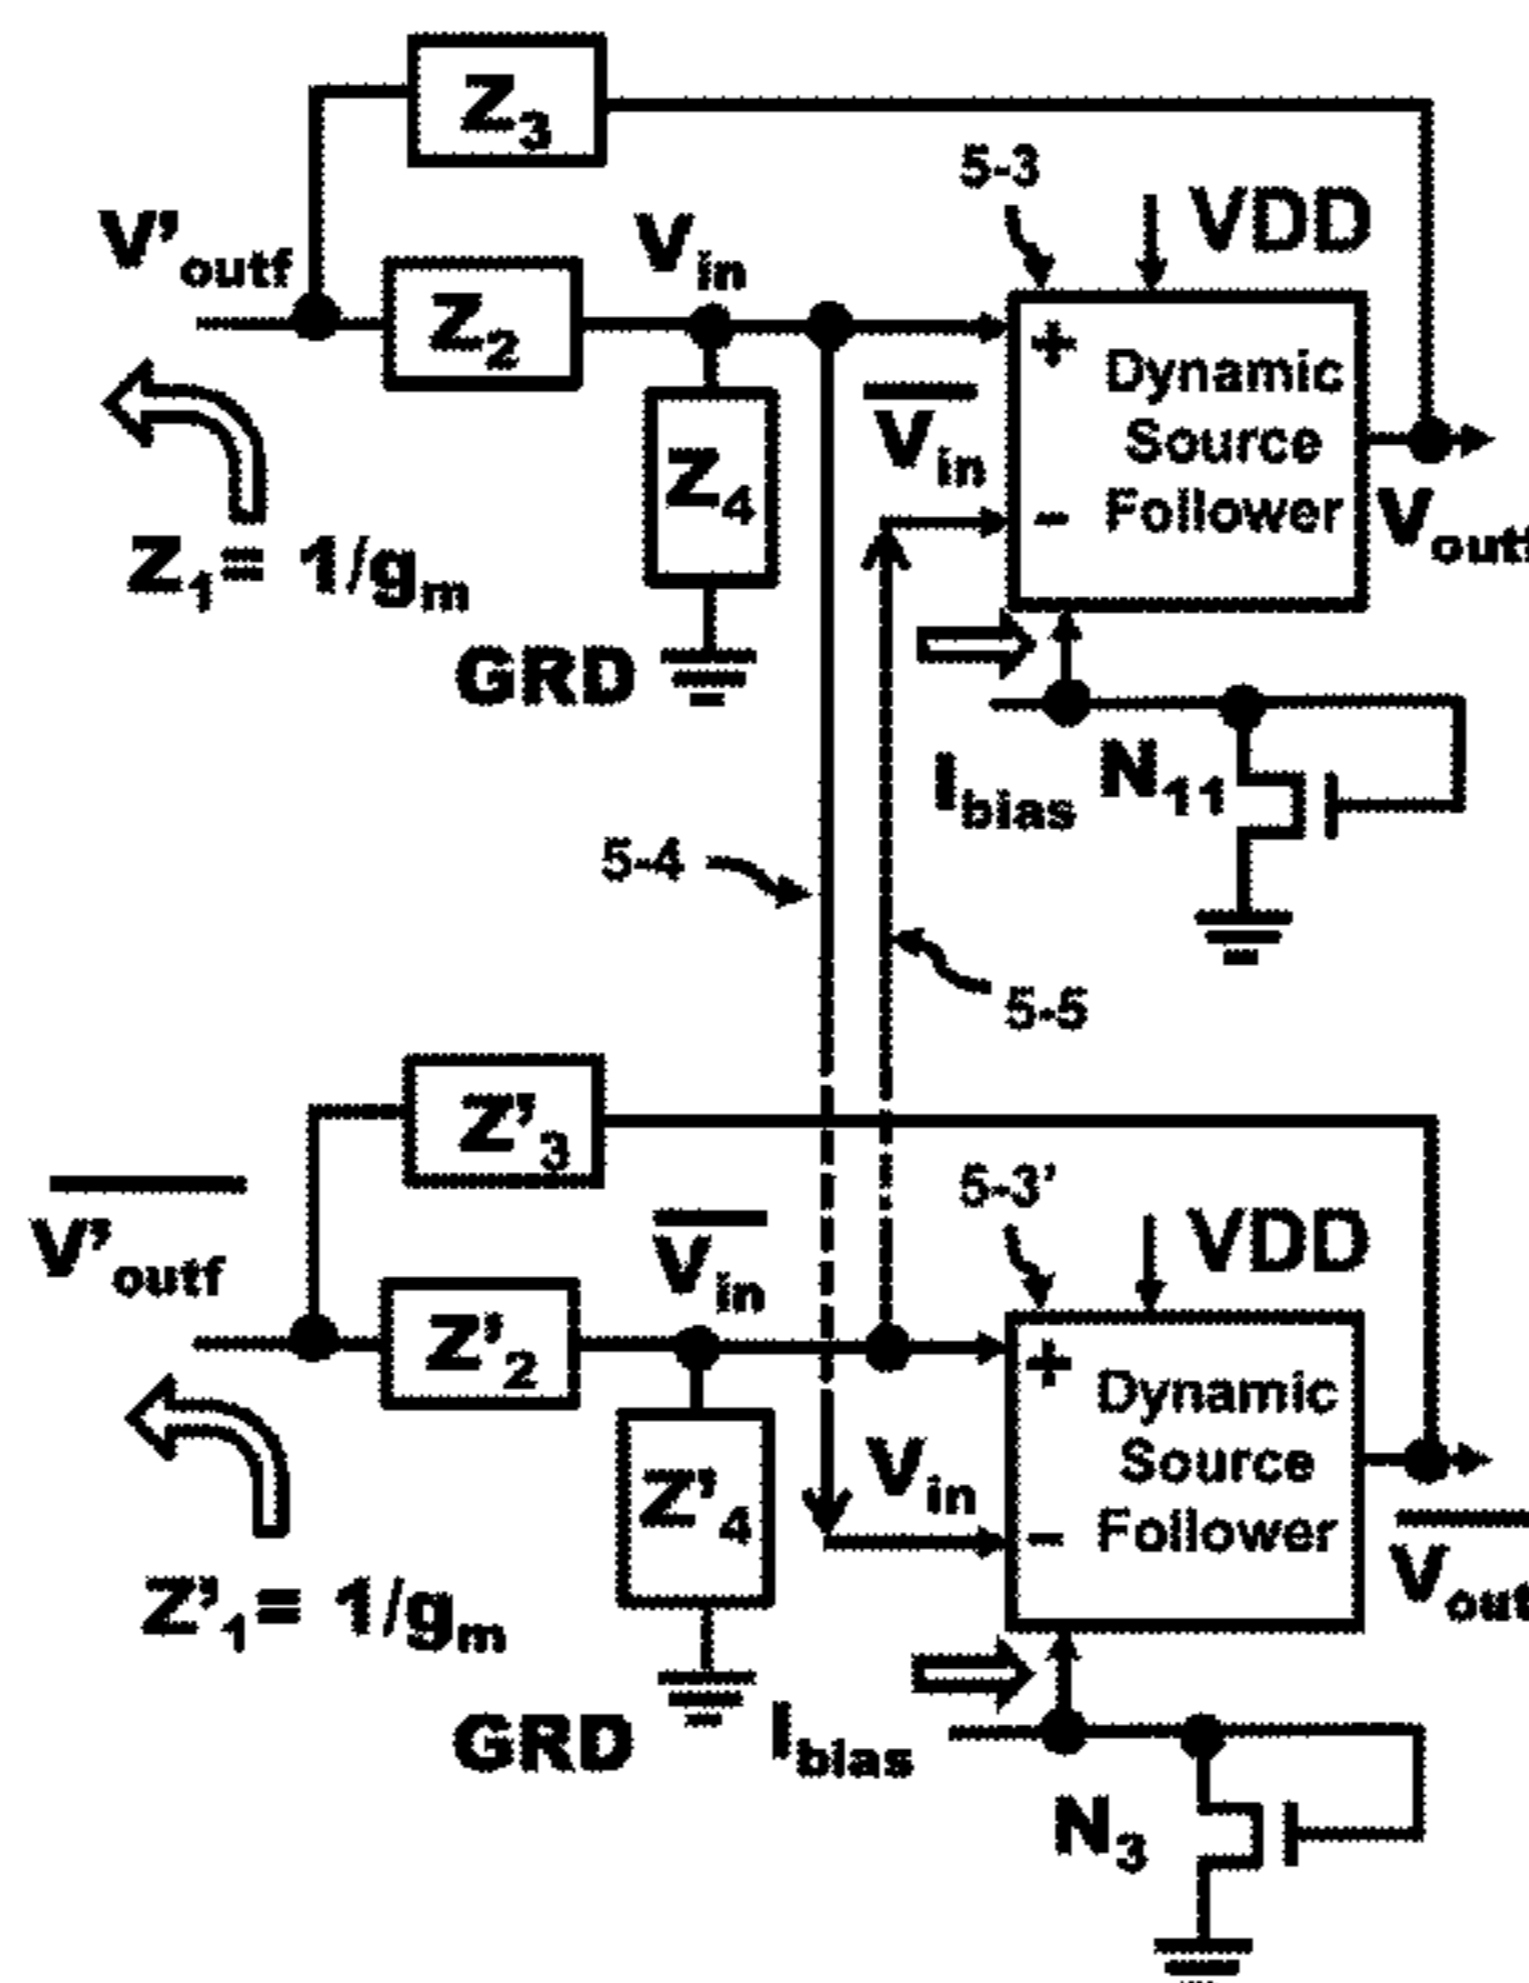 Z3
5-3
VDD
V'outf
Z2
Vin
+
Dynamic
Source
Follower
Vin
Z4
-
Voutf
Z1= 1/gm
GRD
Ibias
N11
5-4
5-5
Z'3
5-3'
VDD
V'outf
Z'2
Vin
+
Dynamic
Source
Follower
Vin
Z'4
-
Vout
Z'1= 1/gm
GRD
Ibias
N3